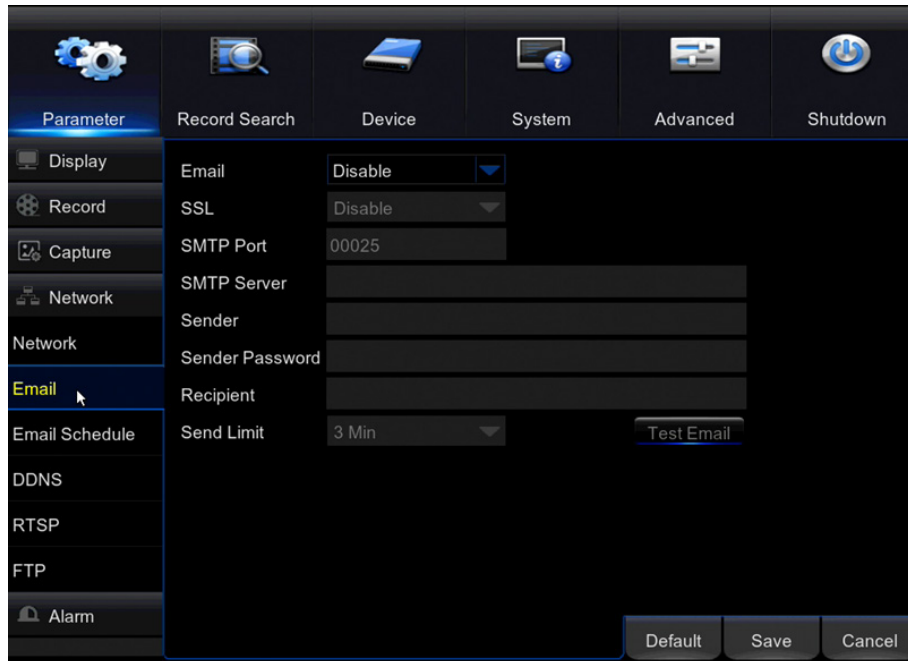 Parameter Record Search Device System Advanced Shutdown
Display
Record
Capture
Network
Network
Email
Email Schedule
DDNS
RTSP
FTP
Alarm
Email Disable
SSL Disable
SMTP Port 00025
SMTP Server
Sender
Sender Password
Recipient
Send Limit 3 Min Test Email
Default Save Cancel